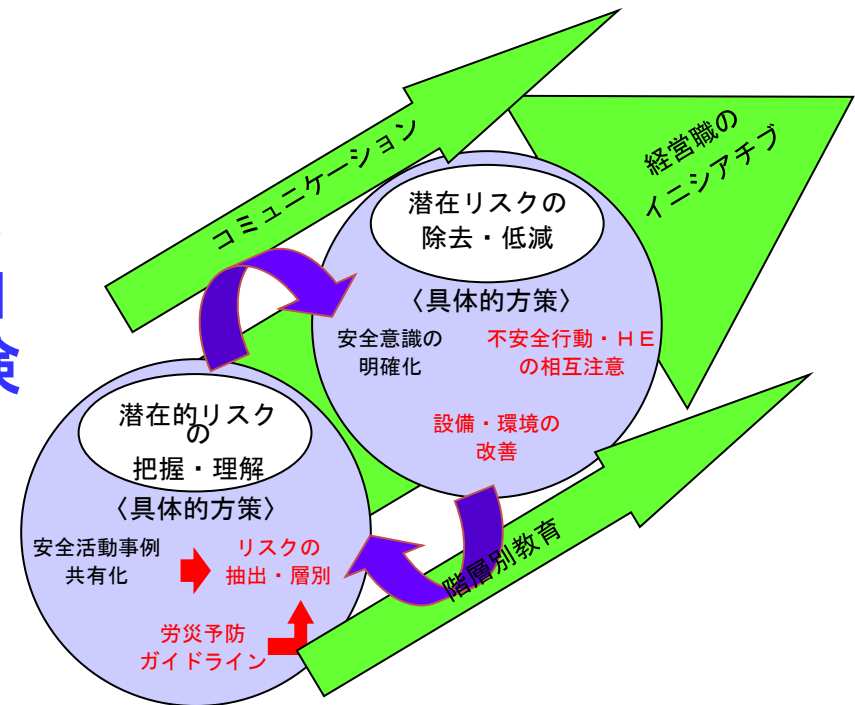 コミュニケーション
経営職の
イニシアチブ
潜在リスクの
除去・低減
〈具体的方策〉
安全意識の
明確化
不安全行動・ＨＥ
の相互注意
設備・環境の
改善
潜在的リスク
の
把握・理解
〈具体的方策〉
安全活動事例
共有化
リスクの
抽出・層別
労災予防
ガイドライン
階層別教育